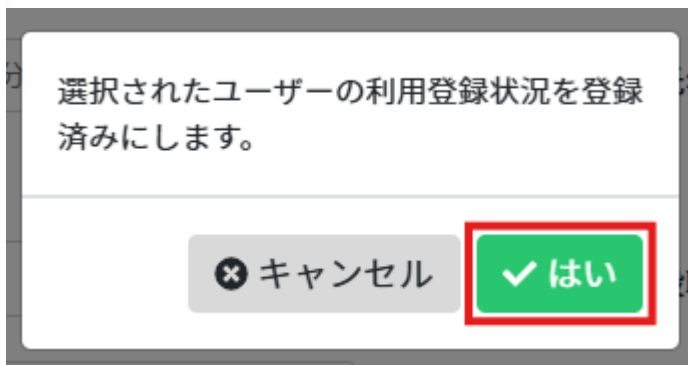 選択されたユーザーの利用登録状況を登録
済みにします。
キャンセル
はい